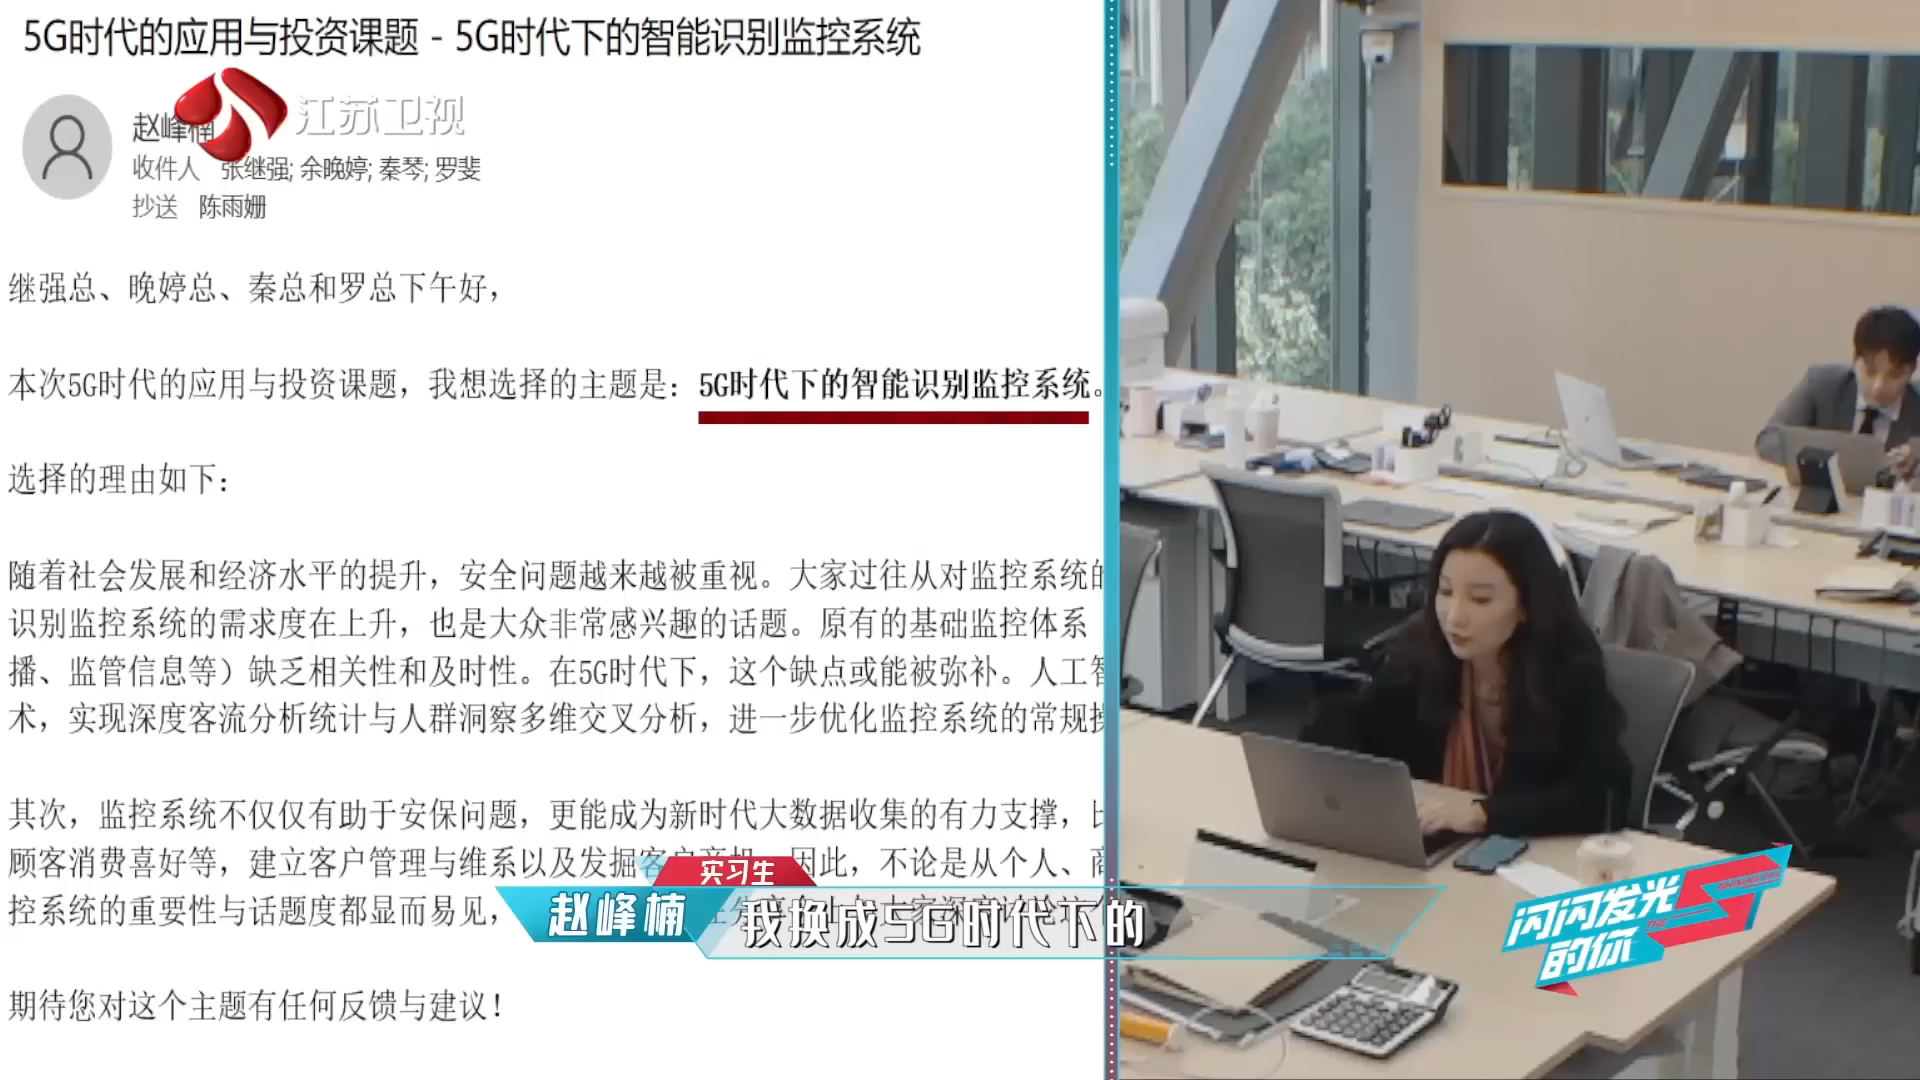 5G时代的应用与投资课题 - 5G时代下的智能识别监控系统
赵峰楠
江苏卫视
收件人 张继强; 余晚婷; 秦琴; 罗斐
抄送 陈雨姗
继强总、晚婷总、秦总和罗总下午好，
本次5G时代的应用与投资课题，我想选择的主题是：5G时代下的智能识别监控系统。
选择的理由如下：
随着社会发展和经济水平的提升，安全问题越来越被重视。大家过往从对监控系统的
识别监控系统的需求度在上升，也是大众非常感兴趣的话题。原有的基础监控体系
播、监管信息等）缺乏相关性和及时性。在5G时代下，这个缺点或能被弥补。人工智
术，实现深度客流分析统计与人群洞察多维交叉分析，进一步优化监控系统的常规操
其次，监控系统不仅仅有助于安保问题，更能成为新时代大数据收集的有力支撑，比
顾客消费喜好等，建立客户管理与维系以及发掘客户商机。因此，不论是从个人、商
控系统的重要性与话题度都显而易见，
期待您对这个主题有任何反馈与建议！
实习生
赵峰楠 我换成5G时代下的
闪闪发光
的你